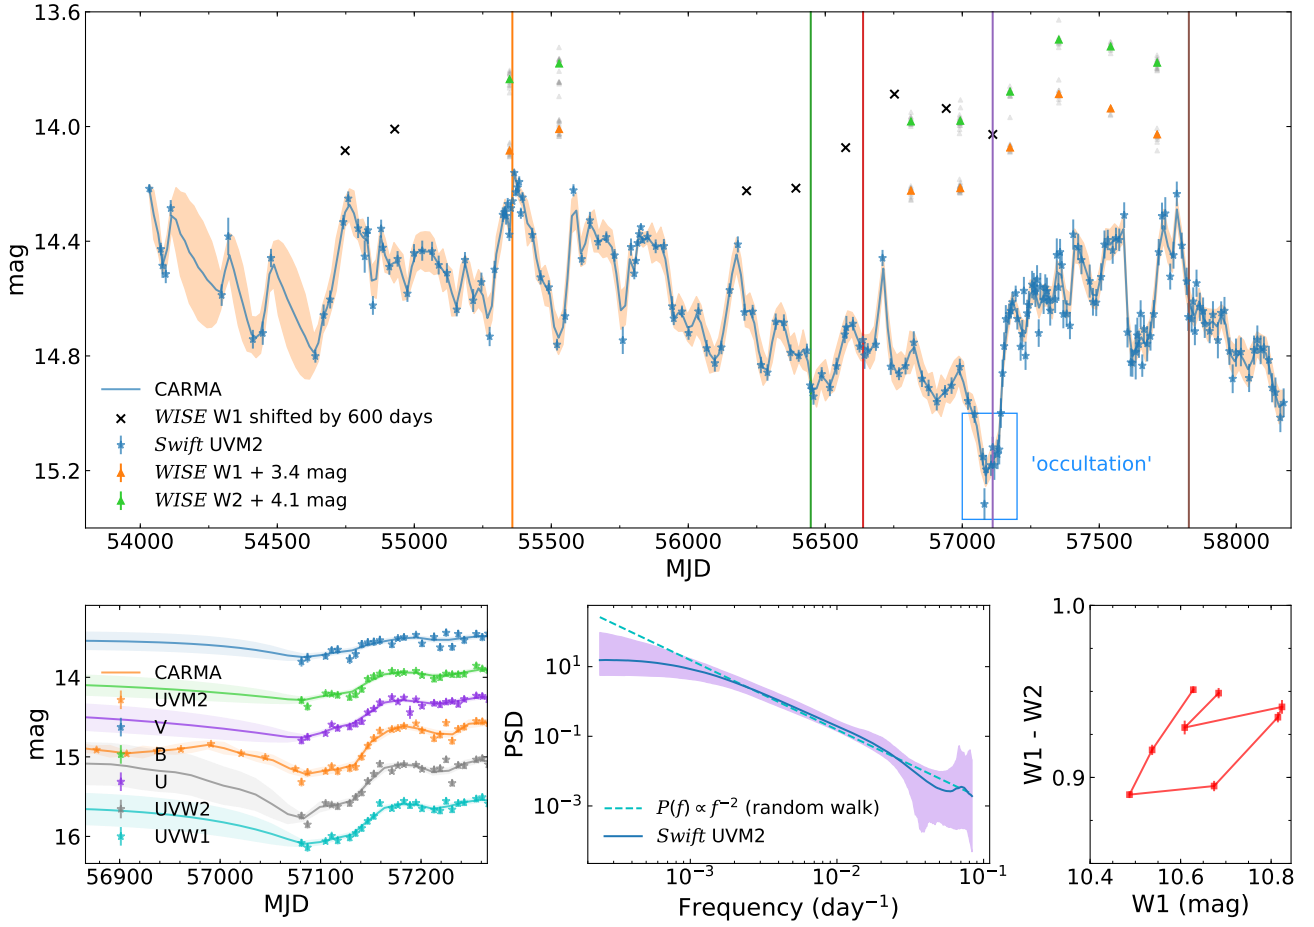 13.6
14.0
14.4
14.8
15.2
mag
CARMA
WISE W1 shifted by 600 days
Swift UVM2
WISE W1 + 3.4 mag
WISE W2 + 4.1 mag
'occultation'
54000 54500 55000 55500 56000 56500 57000 57500 58000
MJD
14
15
16
mag
CARMA
UVM2
V
B
U
UVW2
UVW1
56900 57000 57100 57200
MJD
10¹
10⁻¹
10⁻³
PSD
P(f) ∝ f⁻² (random walk)
Swift UVM2
10⁻³ 10⁻² 10⁻¹
Frequency (day⁻¹)
1.0
0.9
W1 - W2
10.4 10.6 10.8
W1 (mag)